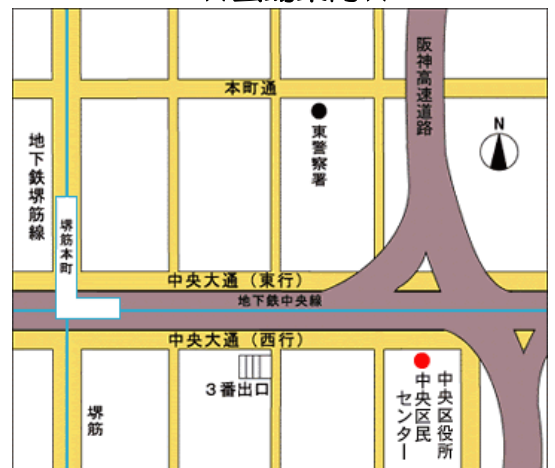 本町通
阪神高速道路
N
東警察署
地下鉄堺筋線
堺筋本町
中央大通（東行）
地下鉄中央線
中央大通（西行）
3番出口
堺筋
中央区役所
中央区民
センター